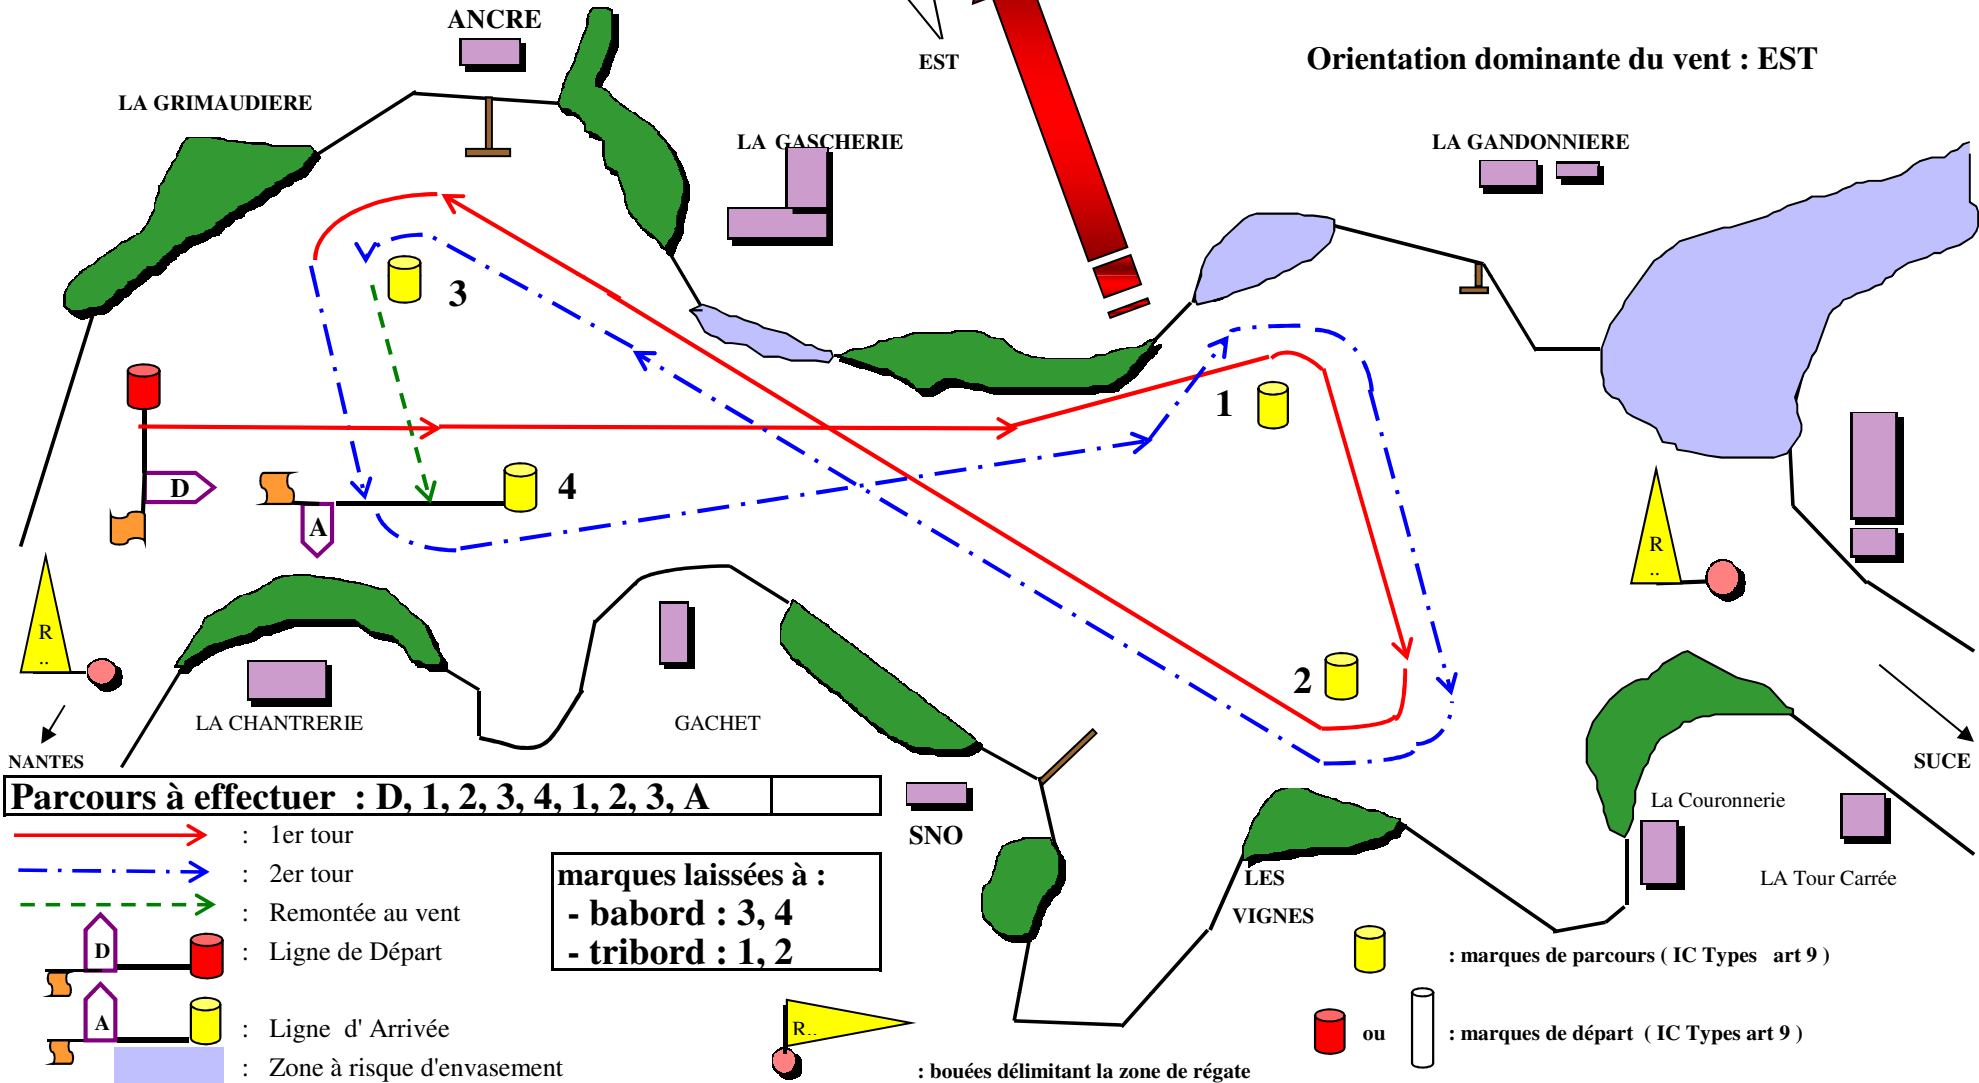 ANCRE
EST
Orientation dominante du vent : EST
LA GRIMAUDIERE
LA GASCHERIE
LA GANDONNIERE
3
1
D
4
A
R
..
R
..
2
LA CHANTRERIE
GACHET
NANTES
SUCE
Parcours à effectuer : D, 1, 2, 3, 4, 1, 2, 3, A
La Couronnerie
SNO
: 1er tour
: 2er tour
: Remontée au vent
D
: Ligne de Départ
A
: Ligne d' Arrivée
: Zone à risque d'envasement
marques laissées à :
- babord : 3, 4
- tribord : 1, 2
LES
VIGNES
LA Tour Carrée
: marques de parcours ( IC Types art 9 )
R..
ou
: marques de départ ( IC Types art 9 )
: bouées délimitant la zone de régate